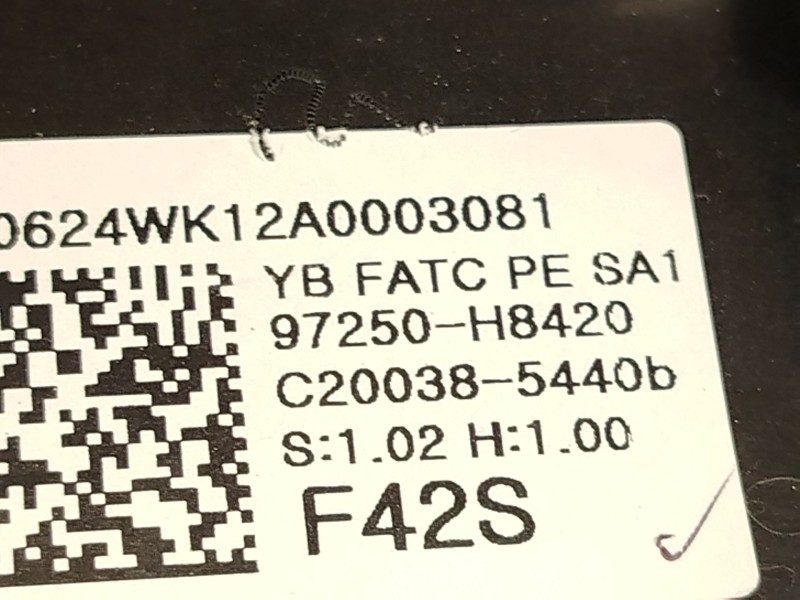 0624WK12A0003081
YB FATC PE SA1
97250-H8420
C20038-5440b
S:1.02 H:1.00
F42S